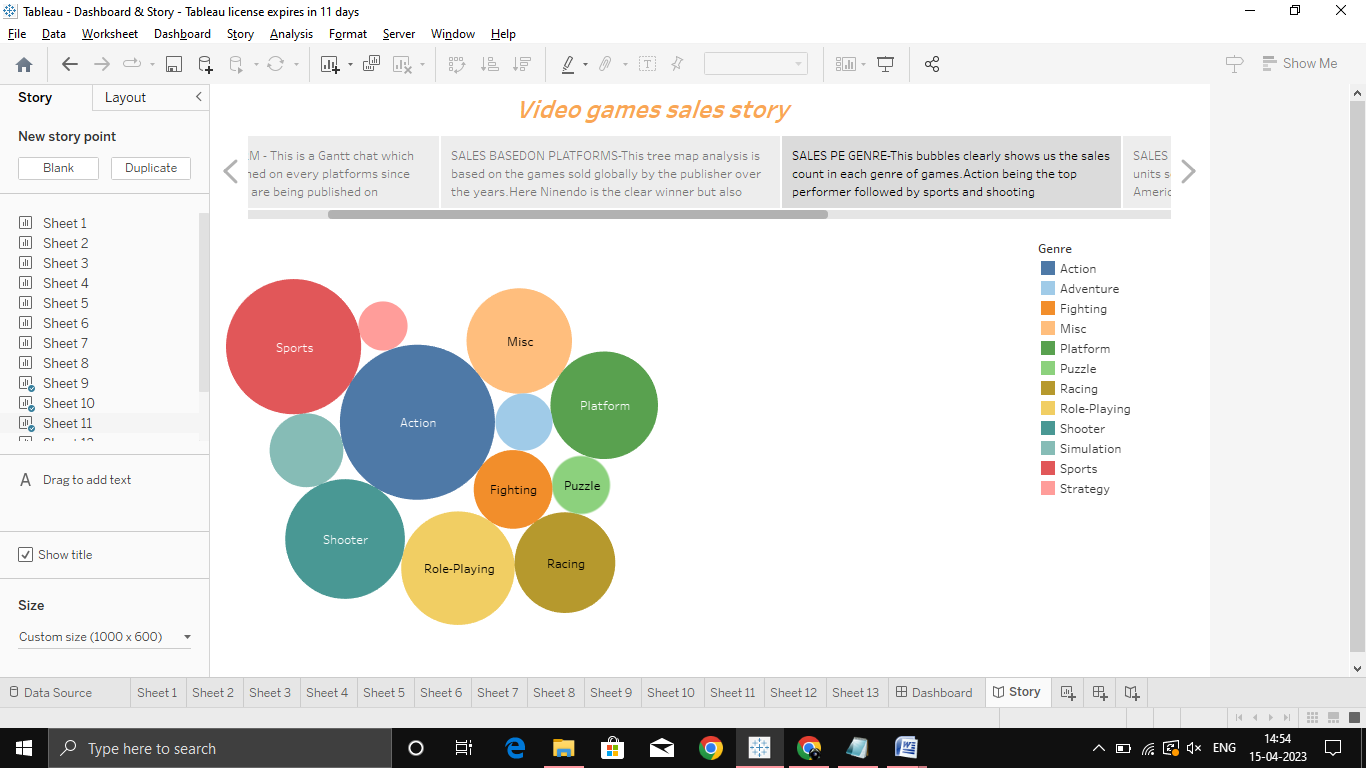 Tableau - Dashboard & Story - Tableau license expires in 11 days
File Data Worksheet Dashboard Story Analysis Format Server Window Help
Show Me
Story Layout
New story point
Blank Duplicate
Sheet 1
Sheet 2
Sheet 3
Sheet 4
Sheet 5
Sheet 6
Sheet 7
Sheet 8
Sheet 9
Sheet 10
Sheet 11
A Drag to add text
Show title
Size
Custom size (1000 x 600)
Video games sales story
M - This is a Gantt chat which
ned on every platforms since
are being published on
SALES BASEDON PLATFORMS-This tree map analysis is
based on the games sold globally by the publisher over
the years.Here Ninendo is the clear winner but also
SALES PE GENRE-This bubbles clearly shows us the sales
count in each genre of games.Action being the top
performer followed by sports and shooting
SALES
units s
Americ
Sports
Misc
Platform
Action
Fighting
Puzzle
Shooter
Role-Playing
Racing
Genre
Action
Adventure
Fighting
Misc
Platform
Puzzle
Racing
Role-Playing
Shooter
Simulation
Sports
Strategy
Data Source Sheet 1 Sheet 2 Sheet 3 Sheet 4 Sheet 5 Sheet 6 Sheet 7 Sheet 8 Sheet 9 Sheet 10 Sheet 11 Sheet 12 Sheet 13 Dashboard Story
Type here to search
ENG
14:54
15-04-2023